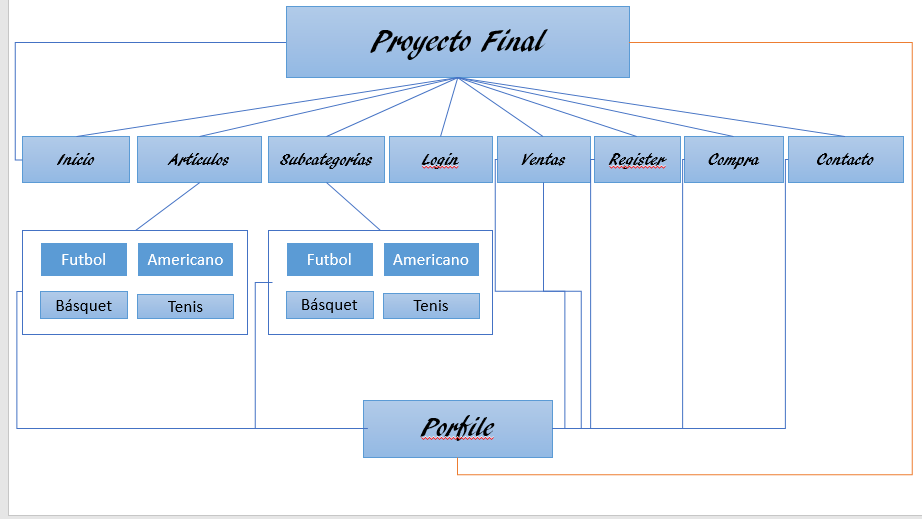 Proyecto Final
Inicio
Artículos
Subcategorías
Login
Ventas
Register
Compra
Contacto
Futbol
Americano
Básquet
Tenis
Futbol
Americano
Básquet
Tenis
Porfile